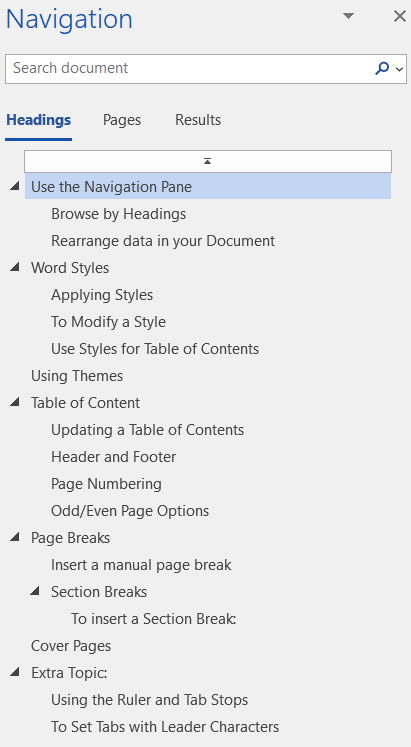 Navigation
Search document
Headings Pages Results
Use the Navigation Pane
Browse by Headings
Rearrange data in your Document
Word Styles
Applying Styles
To Modify a Style
Use Styles for Table of Contents
Using Themes
Table of Content
Updating a Table of Contents
Header and Footer
Page Numbering
Odd/Even Page Options
Page Breaks
Insert a manual page break
Section Breaks
To insert a Section Break:
Cover Pages
Extra Topic:
Using the Ruler and Tab Stops
To Set Tabs with Leader Characters